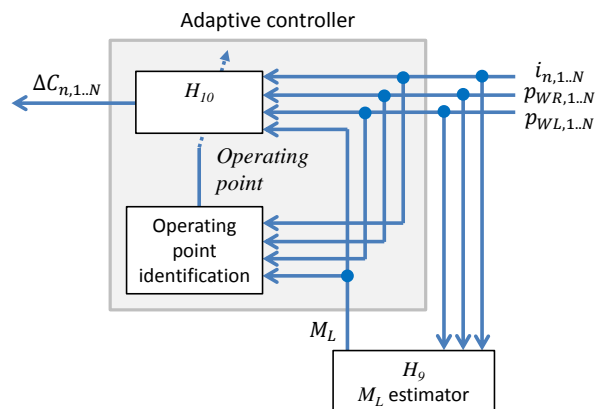 Adaptive controller
ΔC_{n,1..N}
H_{10}
i_{n,1..N}
p_{WR,1..N}
p_{WL,1..N}
Operating
point
Operating
point
identification
M_L
H_9
M_L estimator